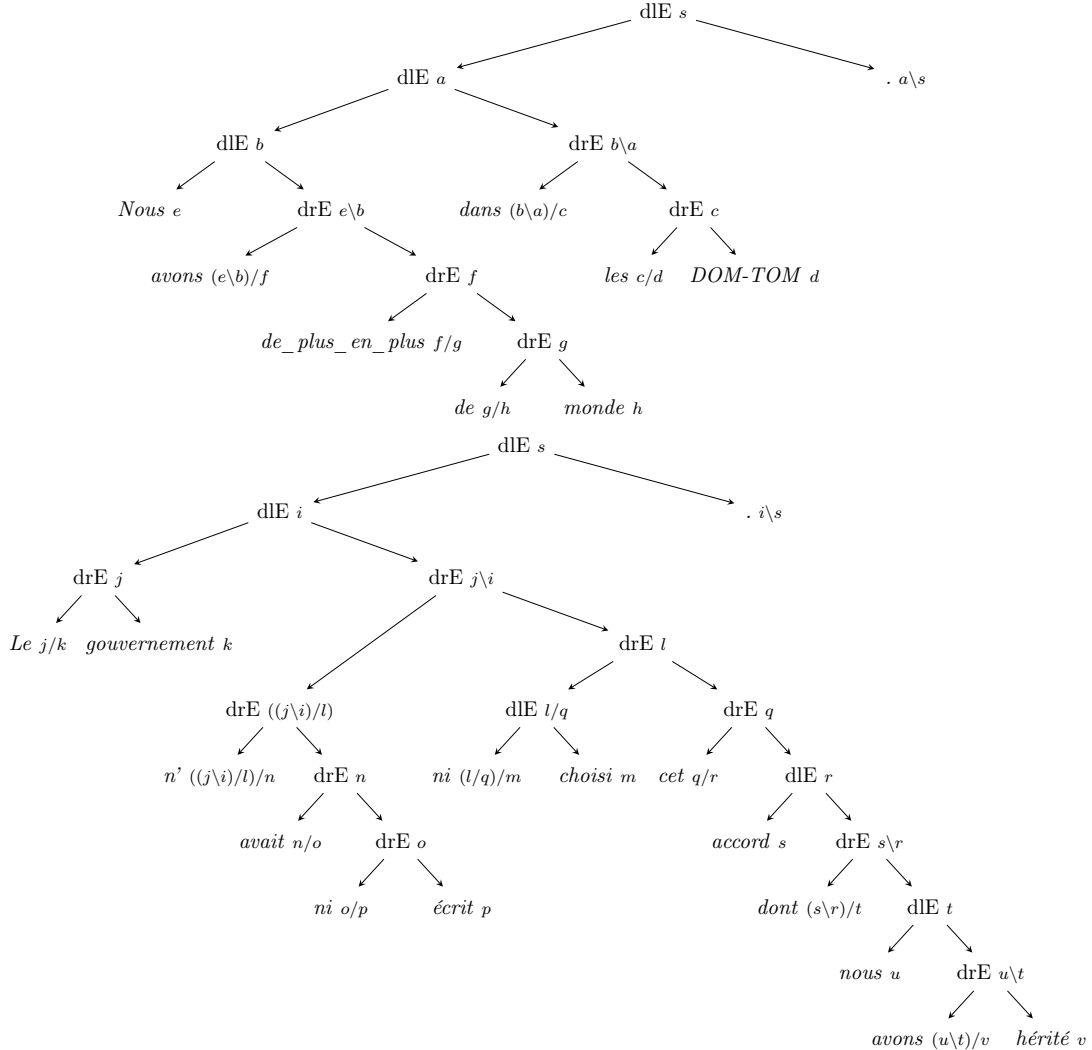 dlE s
dlE a . a\s
dlE b drE b\a
Nous e drE e\b dans (b\a)/c drE c
avons (e\b)/f drE f les c/d DOM-TOM d
de_plus_en_plus f/g drE g
de g/h monde h
dlE s
dlE i . i\s
drE j drE j\i
Le j/k gouvernement k drE l
drE ((j\i)/l) dlE l/q drE q
n' ((j\i)/l)/n drE n ni (l/q)/m choisi m cet q/r dlE r
avait n/o drE o accord s drE s\r
ni o/p écrit p dont (s\r)/t dlE t
nous u drE u\t
avons (u\t)/v hérité v